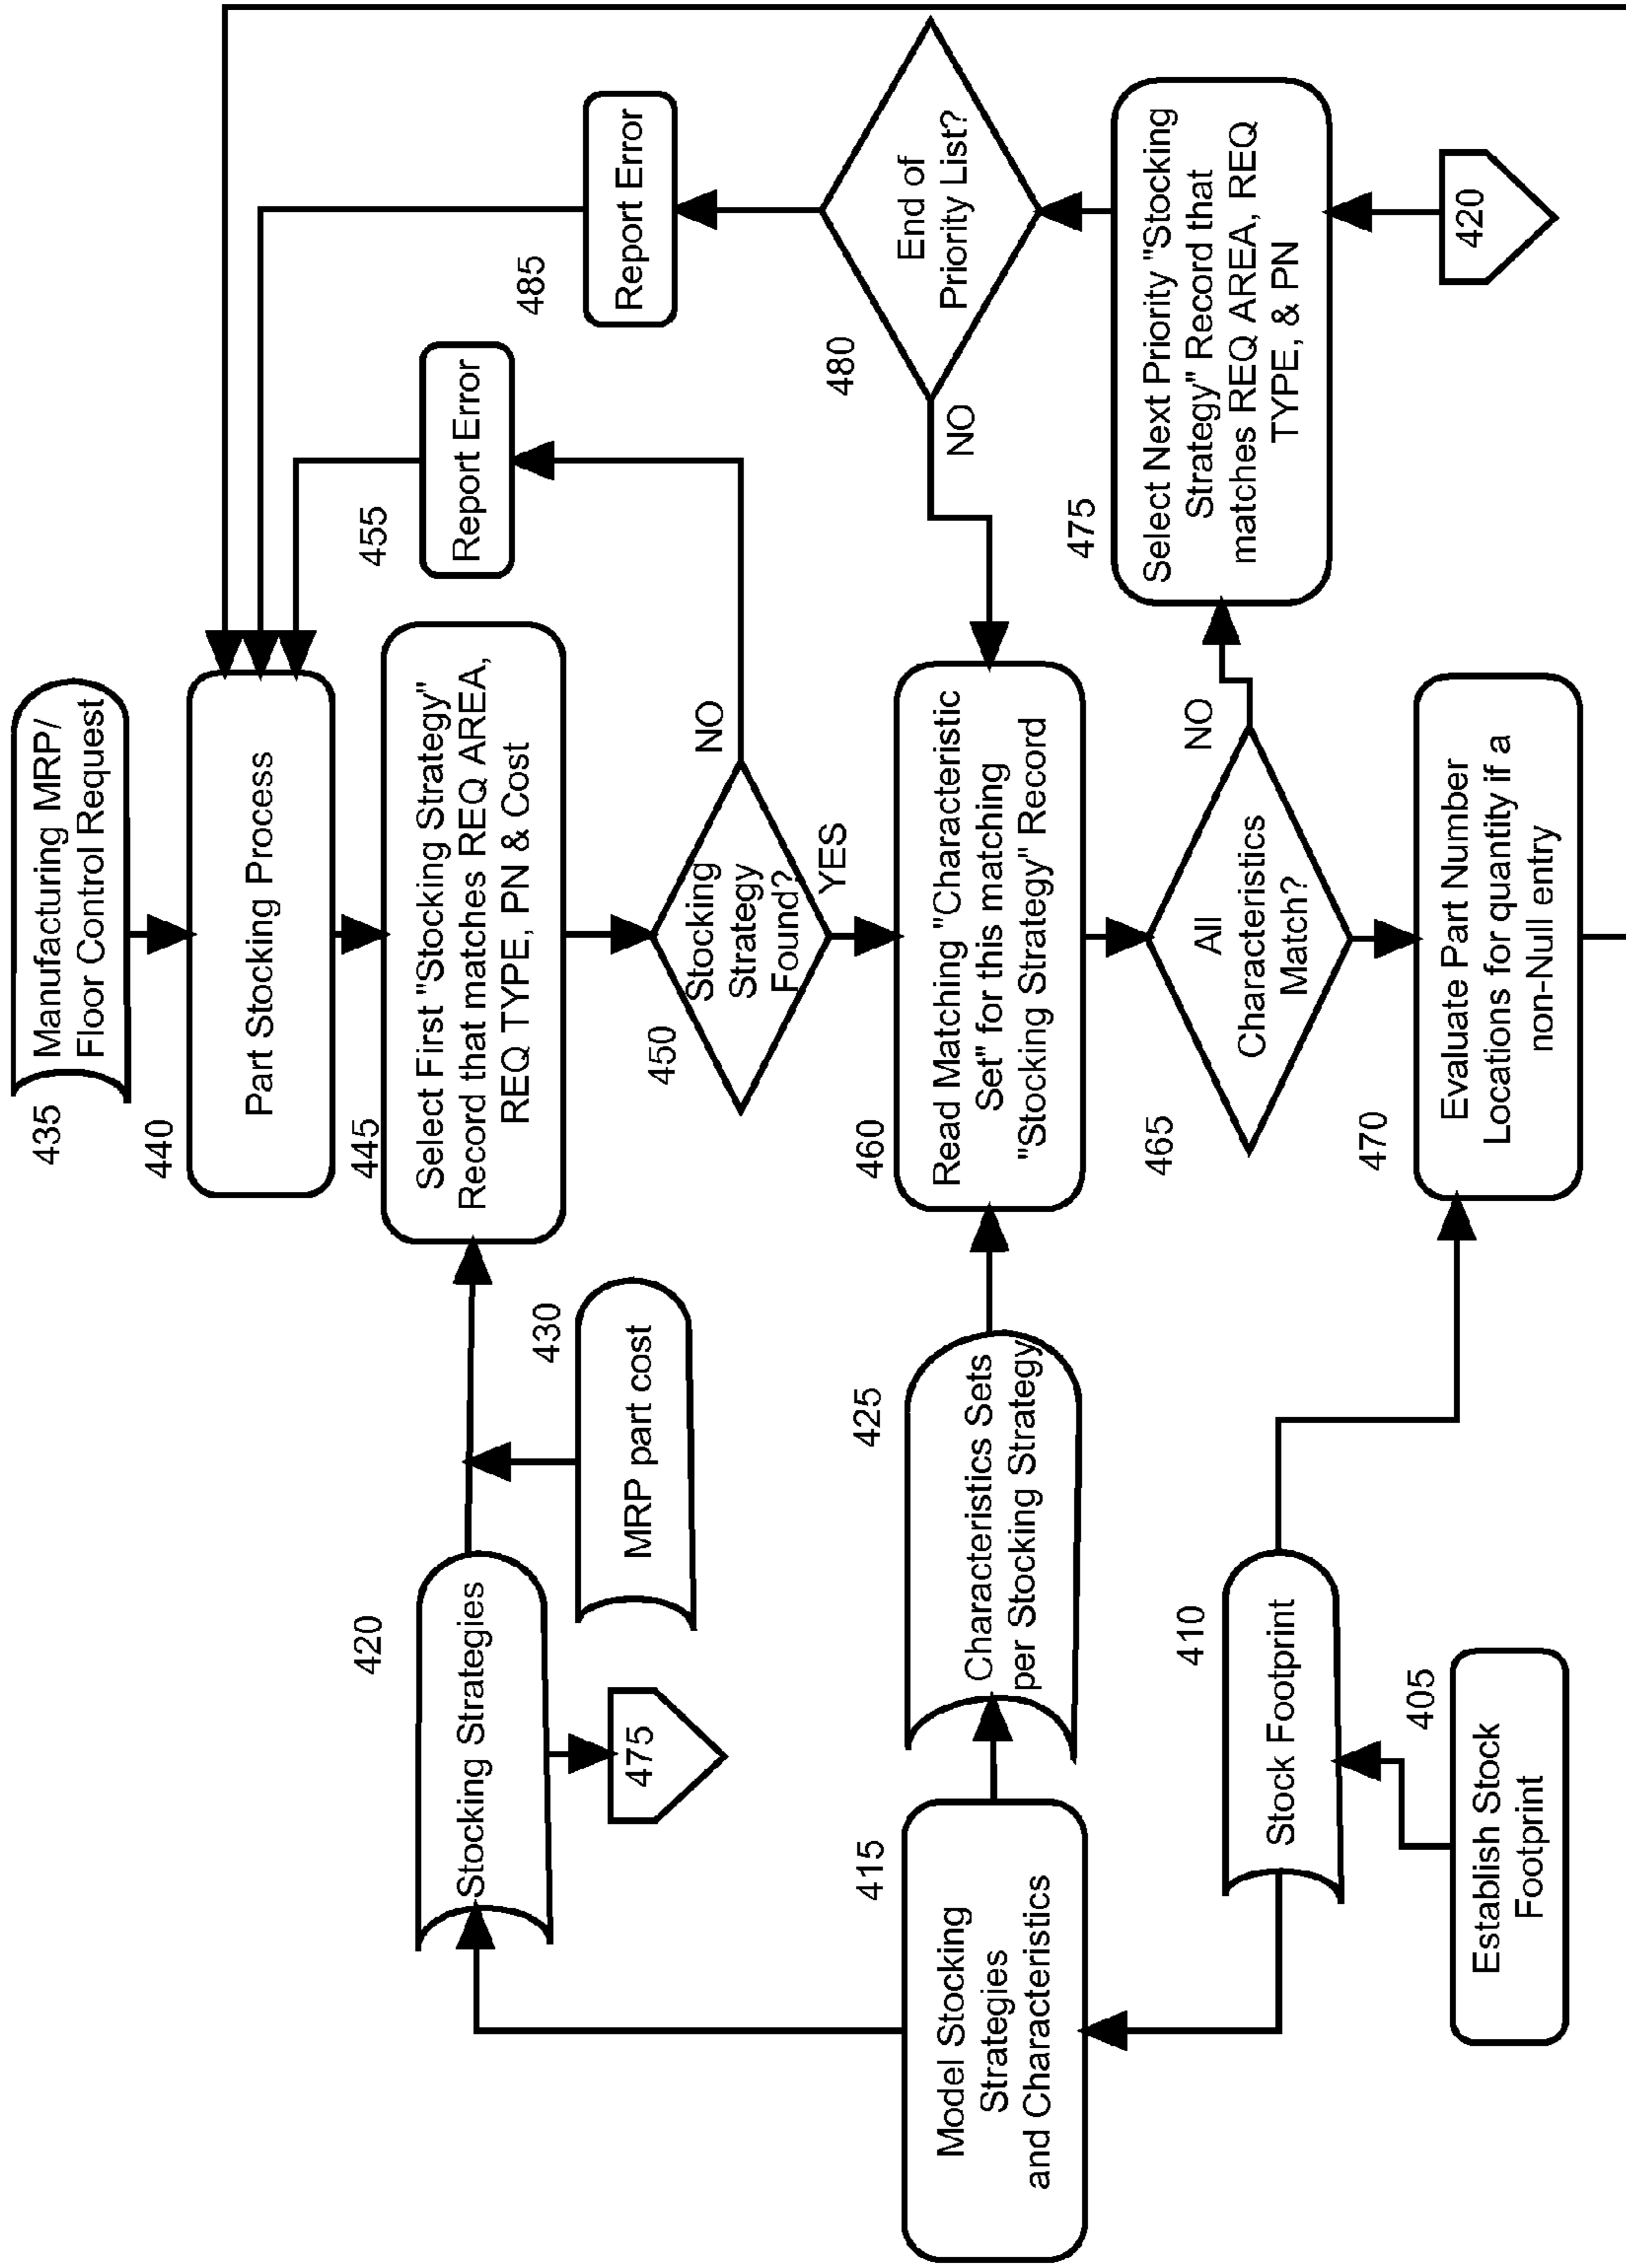 435
Manufacturing MRP/
Floor Control Request
440
Part Stocking Process
445
Select First "Stocking Strategy"
Record that matches REQ AREA,
REQ TYPE, PN & Cost
450
Stocking
Strategy
Found?
NO
YES
455
Report Error
460
Read Matching "Characteristic
Set" for this matching
"Stocking Strategy" Record
465
All
Characteristics
Match?
NO
470
Evaluate Part Number
Locations for quantity if a
non-Null entry
475
Select Next Priority "Stocking
Strategy" Record that
matches REQ AREA, REQ
TYPE, & PN
420
480
End of
Priority List?
NO
485
Report Error
420
Stocking Strategies
475
430
MRP part cost
425
Characteristics Sets
per Stocking Strategy
415
Model Stocking
Strategies
and Characteristics
410
Stock Footprint
405
Establish Stock
Footprint